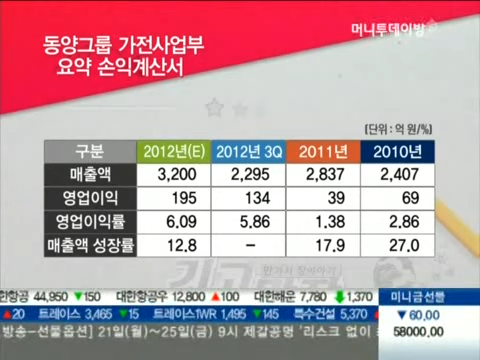 동양그룹 가전사업부
요약 손익계산서
머니투데이방
(단위 : 억 원/%)
구분 2012년(E) 2012년 3Q 2011년 2010년
매출액 3,200 2,295 2,837 2,407
영업이익 195 134 39 69
영업이익률 6.09 5.86 1.38 2.86
매출액 성장률 12.8 – 17.9 27.0
한항공 44,950 ▼150 대한항공우 12,800 ▲100 대한해운 7,780 1,370
▲20 트레이스 3,465 ▼15 트레이스1WR 1,495 ▼145 특수건설 5,370
방송-선물옵션] 21일(월)~25일(금) 9시 제갈공명 '리스크 없이
미니금선물
▼60.00
58000.00